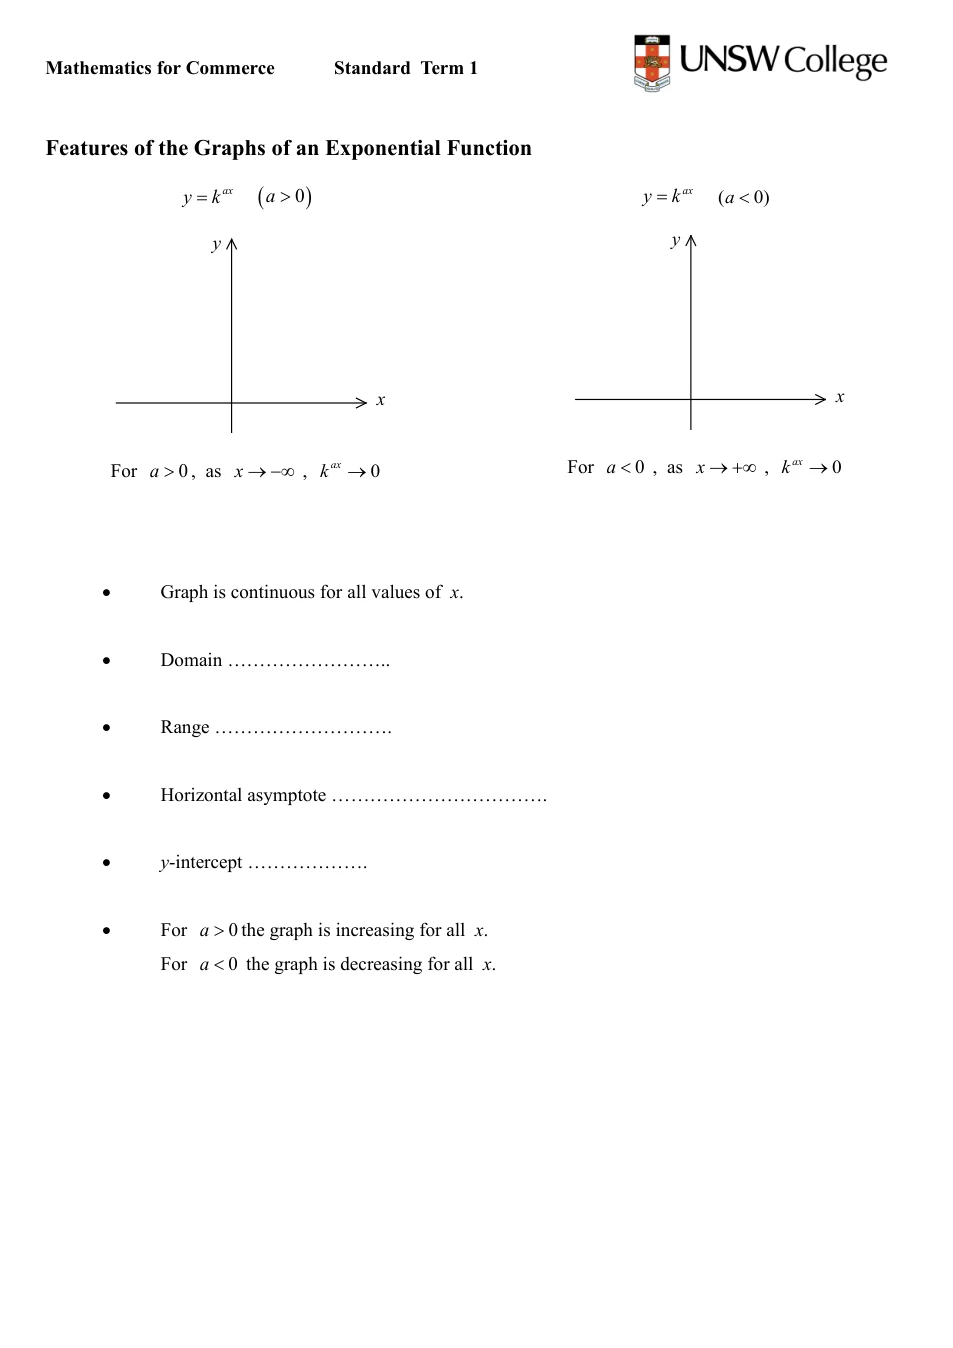 Mathematics for Commerce Standard Term 1
UNSW College
Features of the Graphs of an Exponential Function
y = k^{ax} (a > 0)
y = k^{ax} (a < 0)
y
x
y
x
For a > 0, as x → −∞ , k^{ax} → 0
For a < 0 , as x → +∞ , k^{ax} → 0
• Graph is continuous for all values of x.
• Domain ……………………..
• Range ……………………….
• Horizontal asymptote …………………………….
• y-intercept ……………….
• For a > 0 the graph is increasing for all x.
For a < 0 the graph is decreasing for all x.